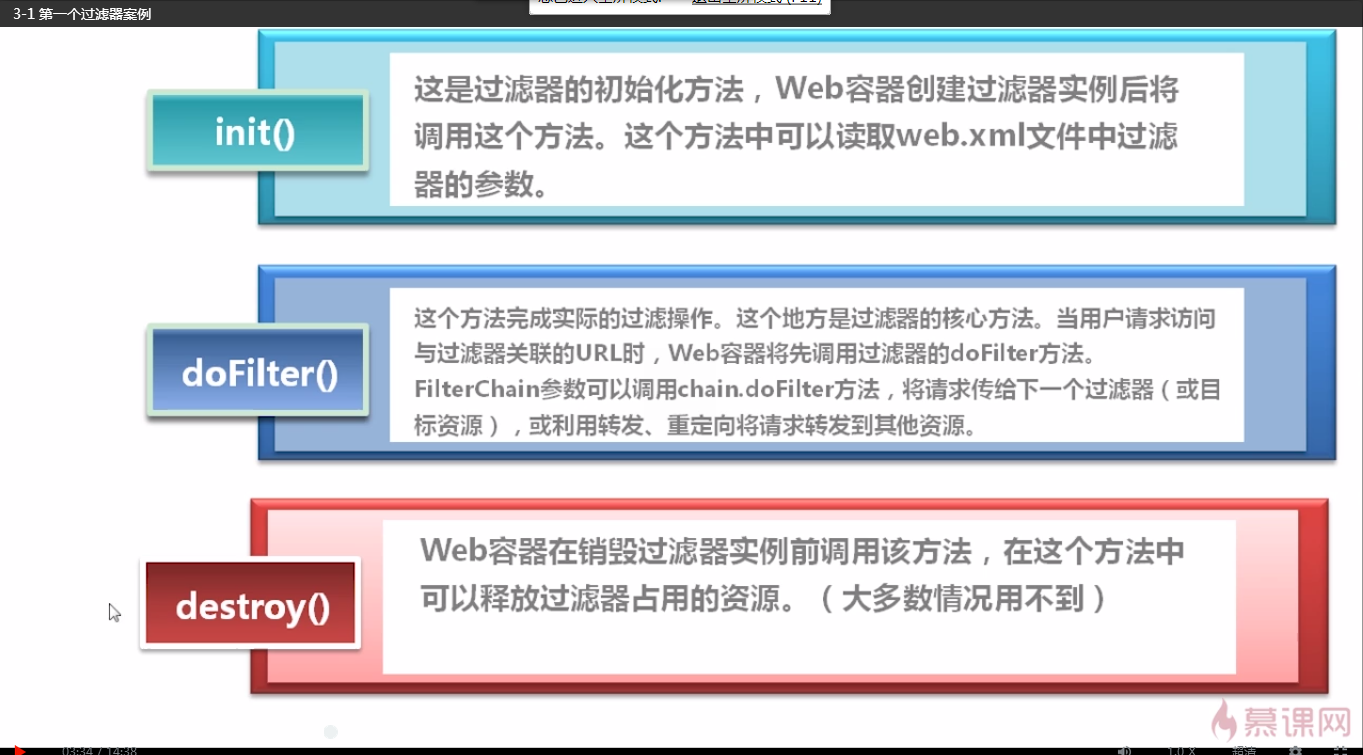 3-1 第一个过滤器案例
init()
这是过滤器的初始化方法，Web容器创建过滤器实例后将
调用这个方法。这个方法中可以读取web.xml文件中过滤
器的参数。
doFilter()
这个方法完成实际的过滤操作。这个地方是过滤器的核心方法。当用户请求访问
与过滤器关联的URL时，Web容器将先调用过滤器的doFilter方法。
FilterChain参数可以调用chain.doFilter方法，将请求传给下一个过滤器（或目
标资源），或利用转发、重定向将请求转发到其他资源。
destroy()
Web容器在销毁过滤器实例前调用该方法，在这个方法中
可以释放过滤器占用的资源。（大多数情况用不到）
慕课网
03:34 / 14:38
1.0 X
超清